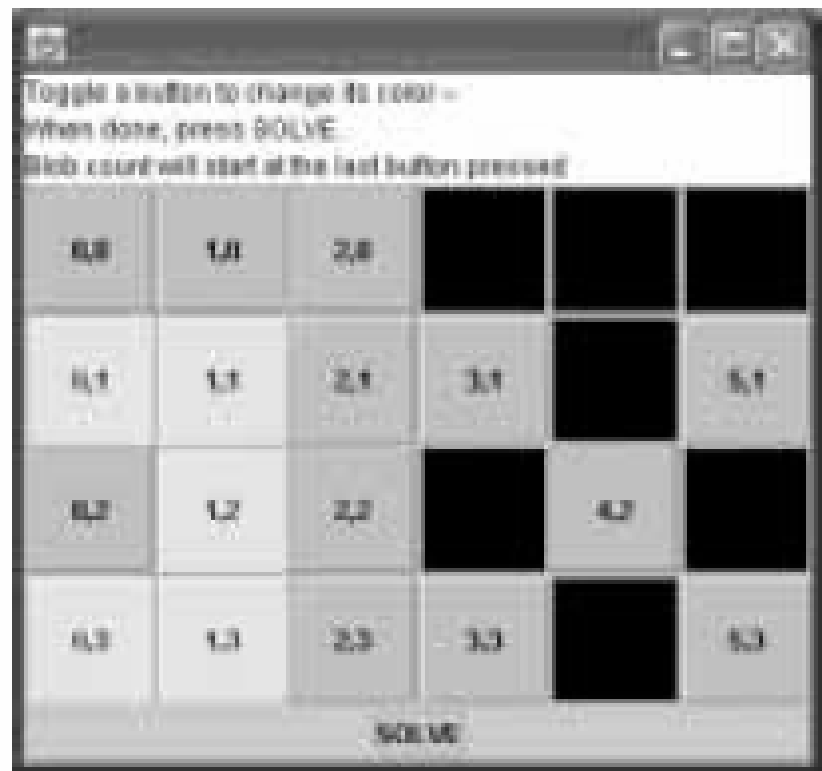 Toggle a button to change its color --
When done, press SOLVE.
Blob count will start at the last button pressed
0,0 1,0 2,0
0,1 1,1 2,1 3,1 5,1
0,2 1,2 2,2 4,2
0,3 1,3 2,3 3,3 5,3
SOLVE